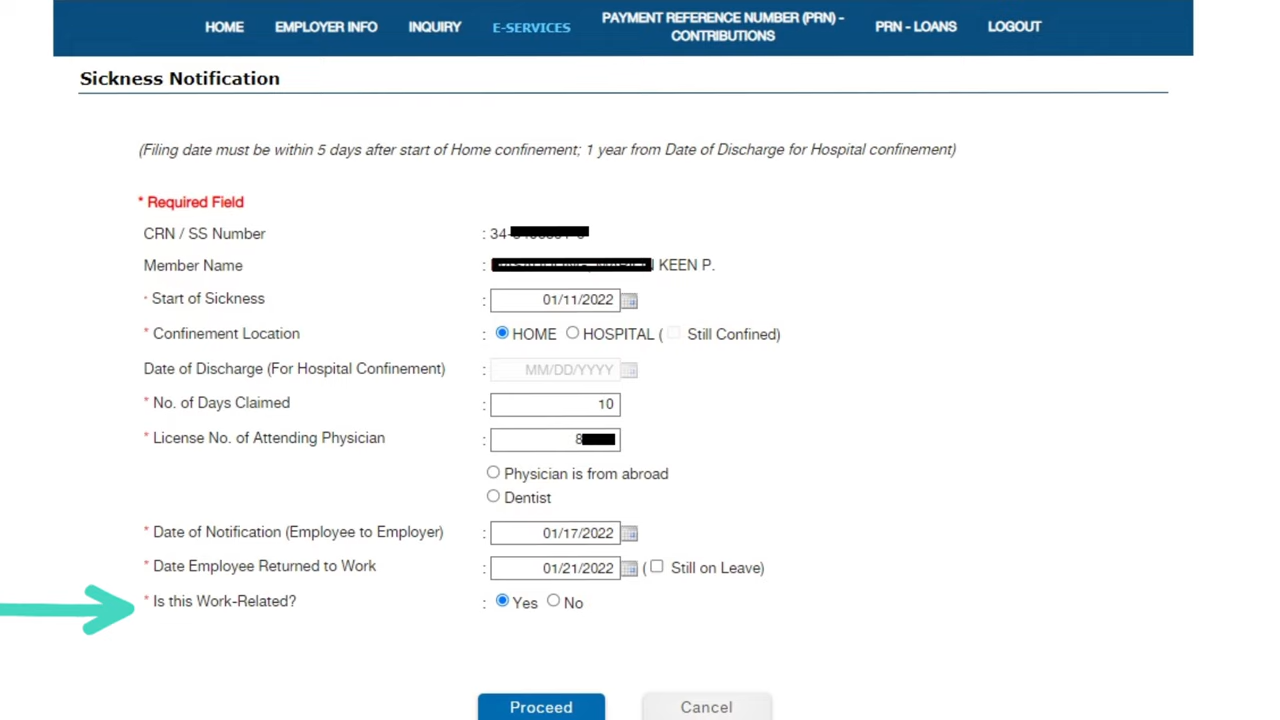 HOME EMPLOYER INFO INQUIRY E-SERVICES PAYMENT REFERENCE NUMBER (PRN) - CONTRIBUTIONS PRN - LOANS LOGOUT
Sickness Notification
(Filing date must be within 5 days after start of Home confinement; 1 year from Date of Discharge for Hospital confinement)
* Required Field
CRN / SS Number : 34-
Member Name : KEEN P.
* Start of Sickness : 01/11/2022
* Confinement Location : HOME HOSPITAL ( Still Confined)
Date of Discharge (For Hospital Confinement) : MM/DD/YYYY
* No. of Days Claimed : 10
* License No. of Attending Physician : 8
Physician is from abroad
Dentist
* Date of Notification (Employee to Employer) : 01/17/2022
* Date Employee Returned to Work : 01/21/2022 ( Still on Leave)
* Is this Work-Related? : Yes No
Proceed Cancel